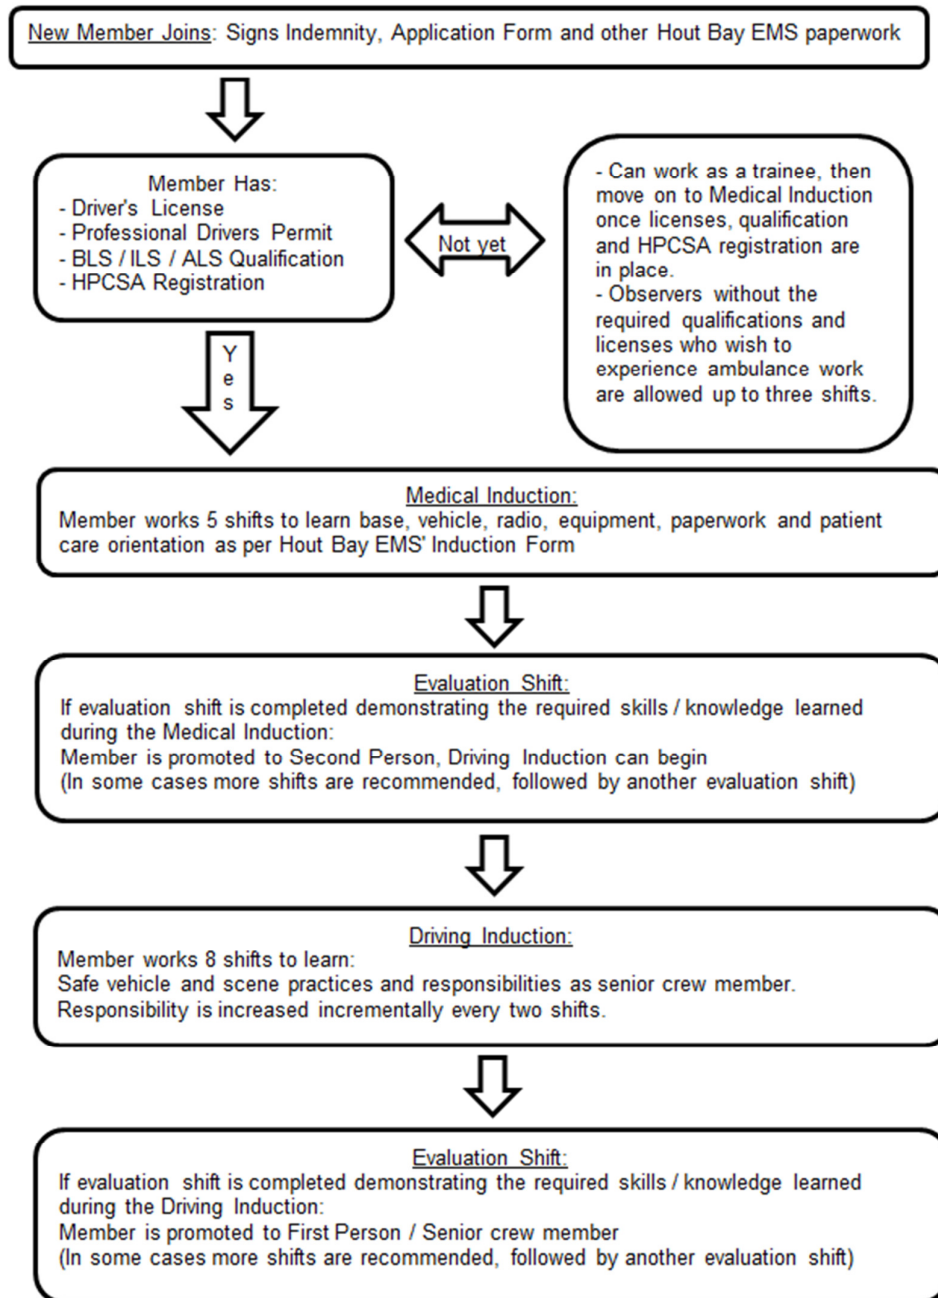 New Member Joins: Signs Indemnity, Application Form and other Hout Bay EMS paperwork
Member Has:
- Driver's License
- Professional Drivers Permit
- BLS / ILS / ALS Qualification
- HPCSA Registration
Not yet
- Can work as a trainee, then
move on to Medical Induction
once licenses, qualification
and HPCSA registration are
in place.
- Observers without the
required qualifications and
licenses who wish to
experience ambulance work
are allowed up to three shifts.
Y
e
s
Medical Induction:
Member works 5 shifts to learn base, vehicle, radio, equipment, paperwork and patient
care orientation as per Hout Bay EMS' Induction Form
Evaluation Shift:
If evaluation shift is completed demonstrating the required skills / knowledge learned
during the Medical Induction:
Member is promoted to Second Person, Driving Induction can begin
(In some cases more shifts are recommended, followed by another evaluation shift)
Driving Induction:
Member works 8 shifts to learn:
Safe vehicle and scene practices and responsibilities as senior crew member.
Responsibility is increased incrementally every two shifts.
Evaluation Shift:
If evaluation shift is completed demonstrating the required skills / knowledge learned
during the Driving Induction:
Member is promoted to First Person / Senior crew member
(In some cases more shifts are recommended, followed by another evaluation shift)